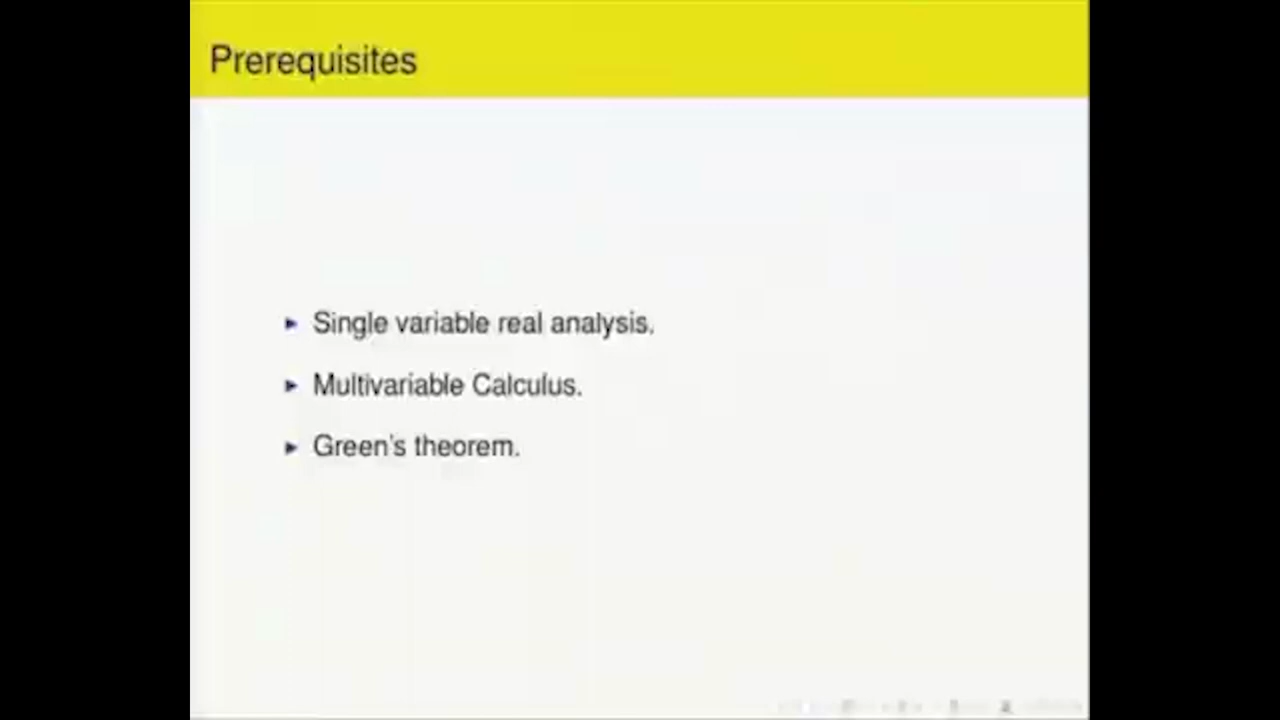 Prerequisites
Single variable real analysis.
Multivariable Calculus.
Green's theorem.